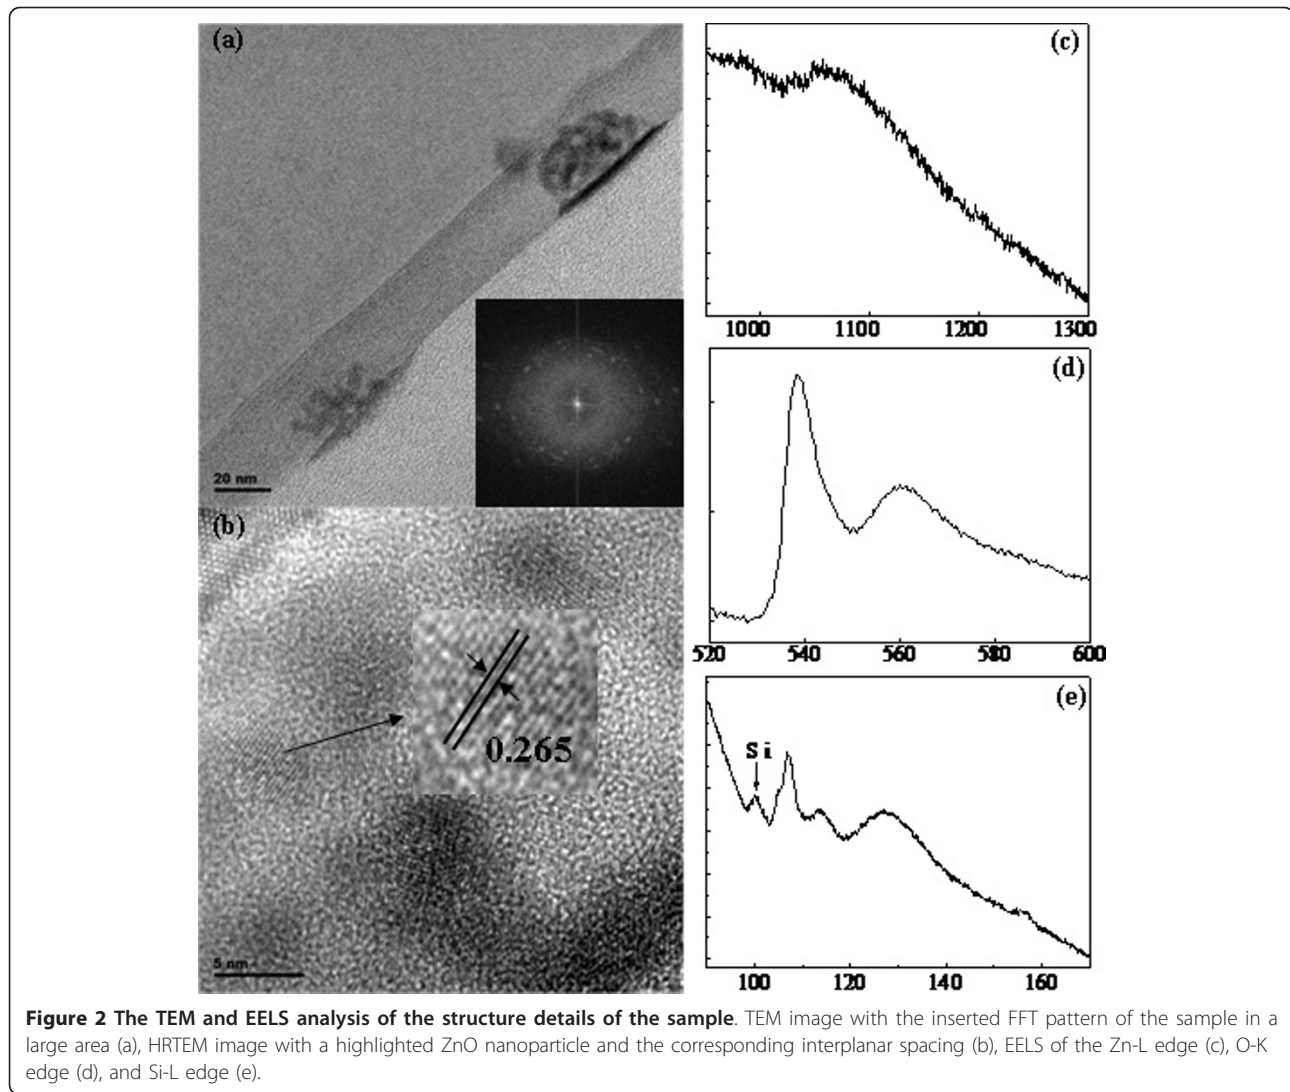 (a)
20 nm
(b)
0.265
5 nm
(c)
1000 1100 1200 1300
(d)
520 540 560 580 600
(e)
Si
100 120 140 160
Figure 2 The TEM and EELS analysis of the structure details of the sample. TEM image with the inserted FFT pattern of the sample in a
large area (a), HRTEM image with a highlighted ZnO nanoparticle and the corresponding interplanar spacing (b), EELS of the Zn-L edge (c), O-K
edge (d), and Si-L edge (e).